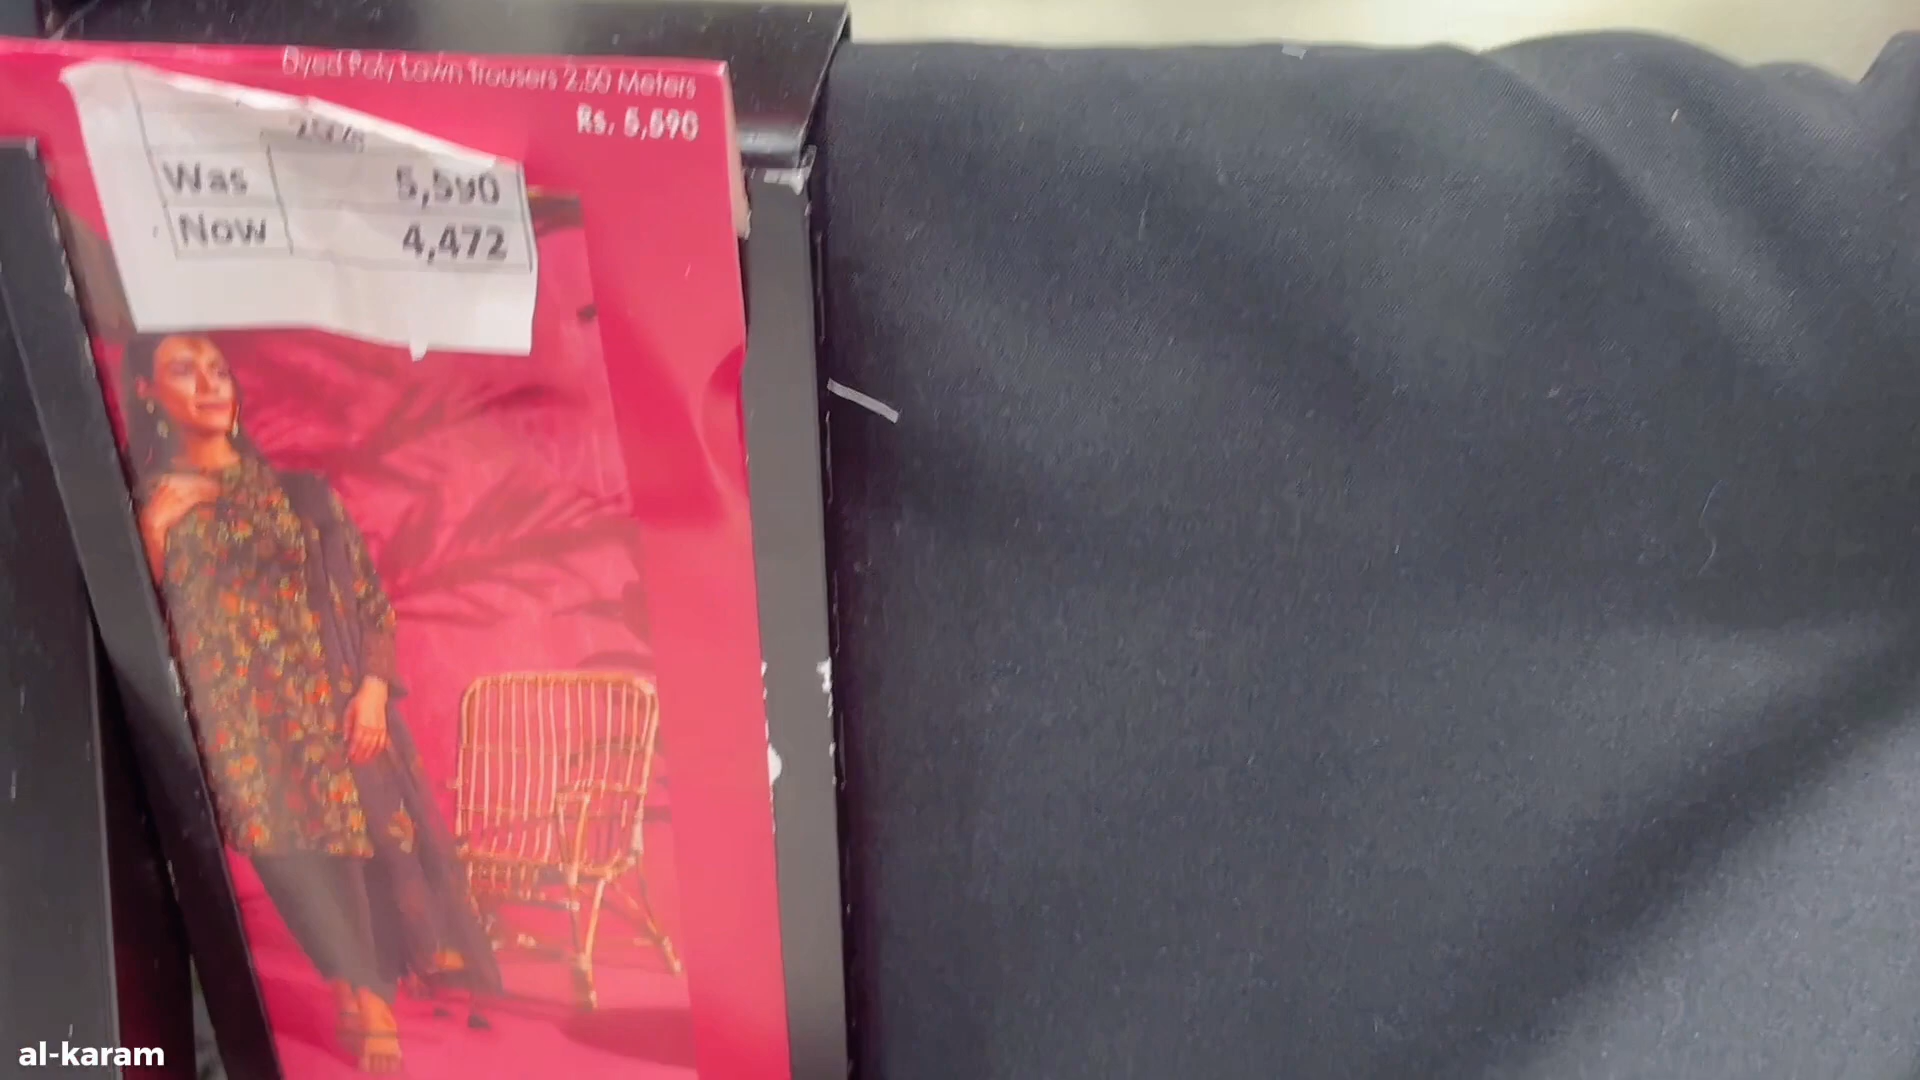 Dyed Poly Lawn Trousers 2.50 Meters
Rs. 5,590
Was 5,590
Now 4,472
al-karam